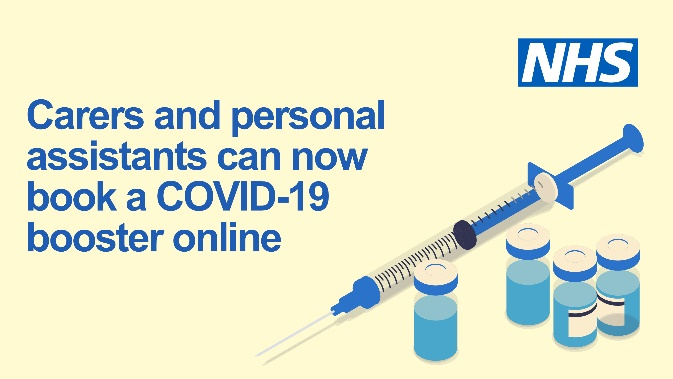 NHS
Carers and personal
assistants can now
book a COVID-19
booster online